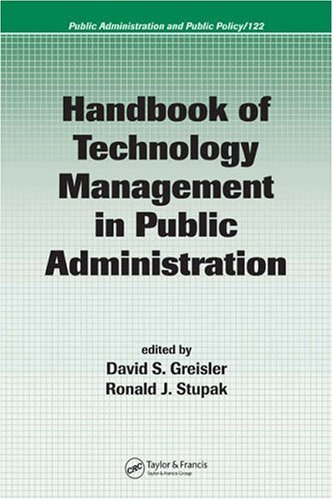 Public Administration and Public Policy/122
Handbook of
Technology
Management
in Public
Administration
edited by
David S. Greisler
Ronald J. Stupak
CRC
Taylor & Francis
Taylor & Francis Group